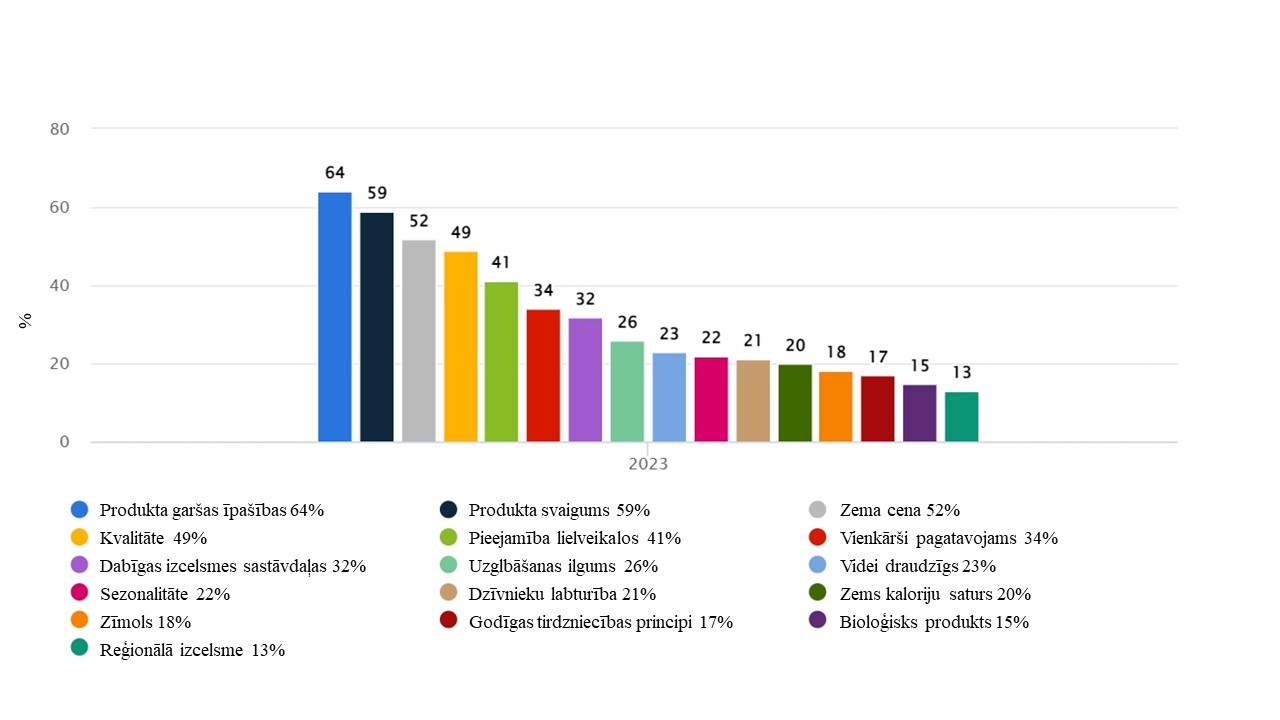 80
60
40
20
0
%
64
59
52
49
41
34
32
26
23
22
21
20
18
17
15
13
2023
Produkta garšas īpašības 64%
Produkta svaigums 59%
Zema cena 52%
Kvalitāte 49%
Pieejamība lielveikalos 41%
Vienkārši pagatavojams 34%
Dabīgas izcelsmes sastāvdaļas 32%
Uzglbāšanas ilgums 26%
Videi draudzīgs 23%
Sezonalitāte 22%
Dzīvnieku labturība 21%
Zems kaloriju saturs 20%
Zīmols 18%
Godīgas tirdzniecības principi 17%
Bioloģisks produkts 15%
Reģionālā izcelsme 13%